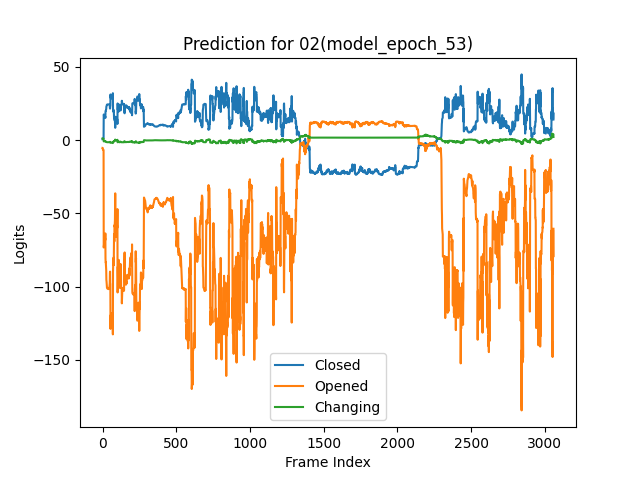 Prediction for 02(model_epoch_53)
50
0
−50
−100
−150
Logits
Closed
Opened
Changing
0
500
1000
1500
2000
2500
3000
Frame Index